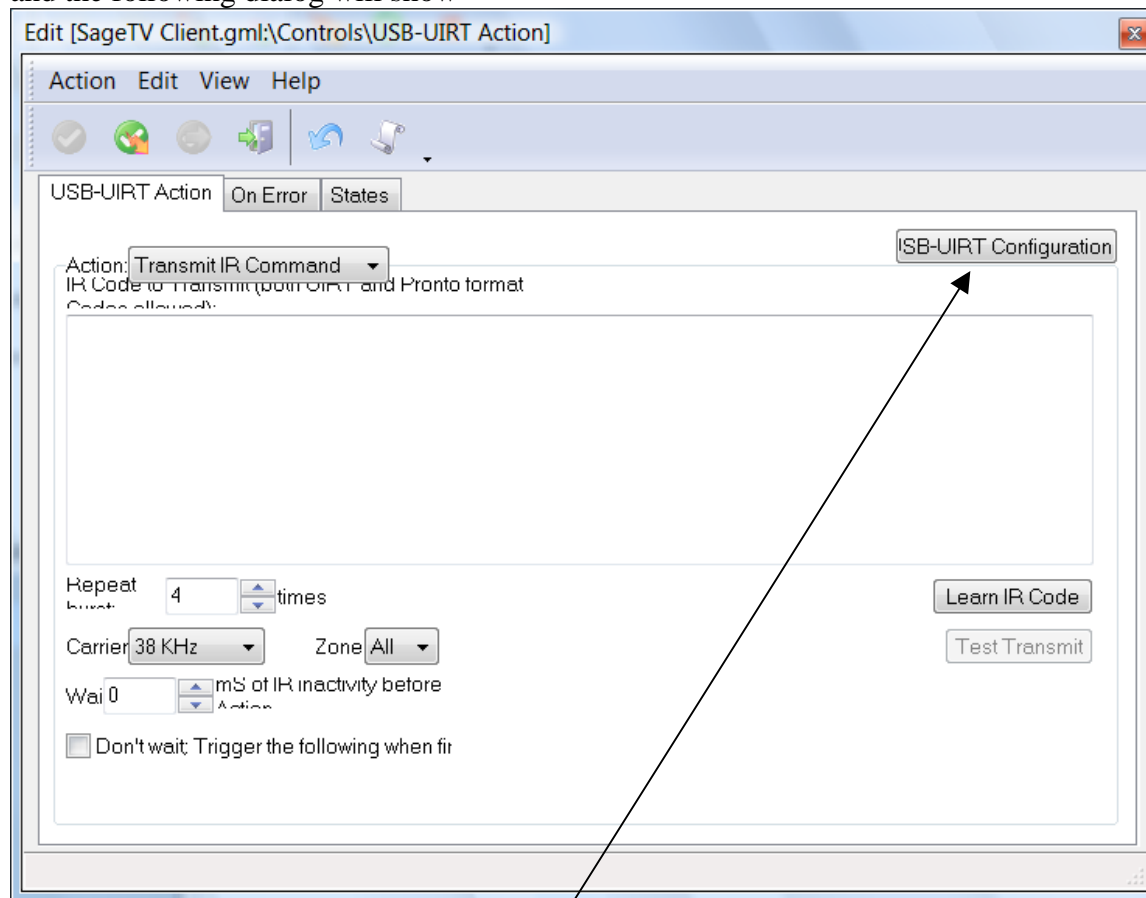 and the following dialog will show
Edit [SageTV Client.gml:\Controls\USB-UIRT Action]
Action Edit View Help
USB-UIRT Action On Error States
SB-UIRT Configuration
Action: Transmit IR Command
IR Code to Transmit (both UIRT and Pronto format
Codes allowed):
Repeat 4 times
burst:
Carrier 38 KHz Zone All
Learn IR Code
Test Transmit
Wai 0 mS of IR inactivity before
Action
Don't wait; Trigger the following when fir